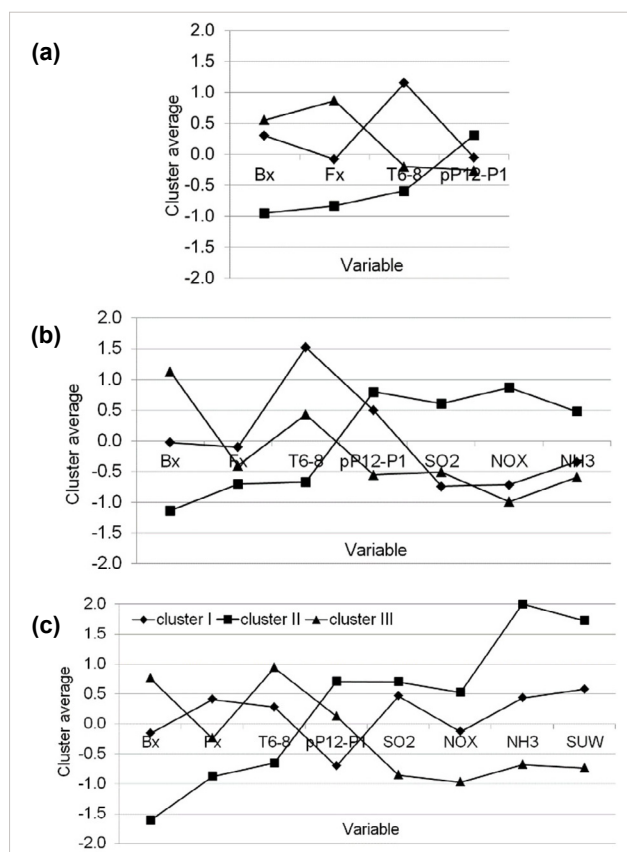 (a)
2.0
1.5
1.0
0.5
0.0
-0.5
-1.0
-1.5
-2.0
Cluster average
Bx Fx T6-8 pP12-P1
Variable
(b)
2.0
1.5
1.0
0.5
0.0
-0.5
-1.0
-1.5
-2.0
Cluster average
Bx Fx T6-8 pP12-P1 SO2 NOX NH3
Variable
(c)
2.0
1.5
1.0
0.5
0.0
-0.5
-1.0
-1.5
-2.0
Cluster average
cluster I cluster II cluster III
Bx Fx T6-8 pP12-P1 SO2 NOX NH3 SUW
Variable